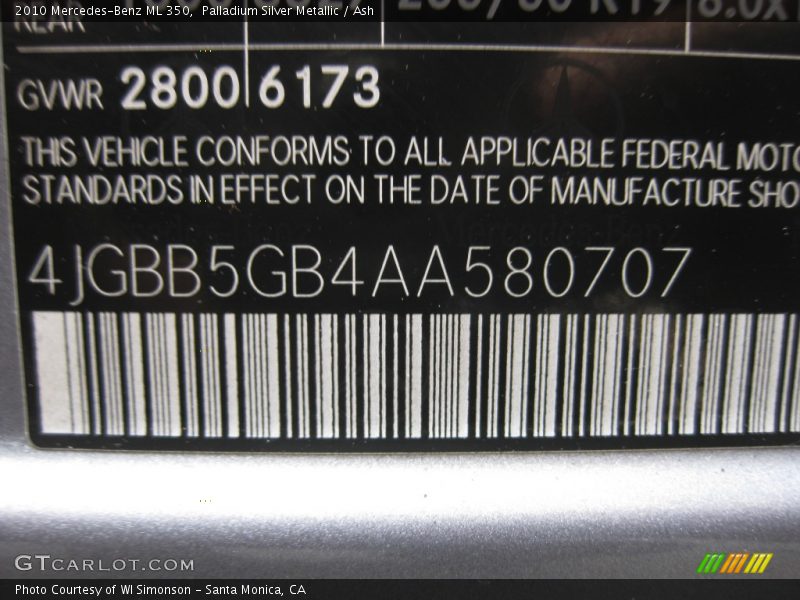 2010 Mercedes-Benz ML 350,  Palladium Silver Metallic / Ash
REAR
GVWR 2800 6173
THIS VEHICLE CONFORMS TO ALL APPLICABLE FEDERAL MOTO
STANDARDS IN EFFECT ON THE DATE OF MANUFACTURE SHO
4JGBB5GB4AA580707
GTCARLOT.COM
Photo Courtesy of WI Simonson - Santa Monica, CA